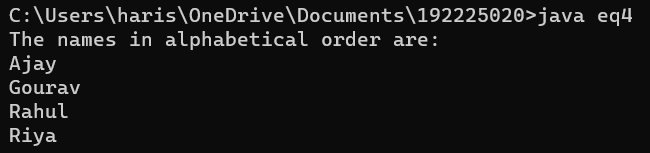 C:\Users\haris\OneDrive\Documents\192225020>java eq4
The names in alphabetical order are:
Ajay
Gourav
Rahul
Riya